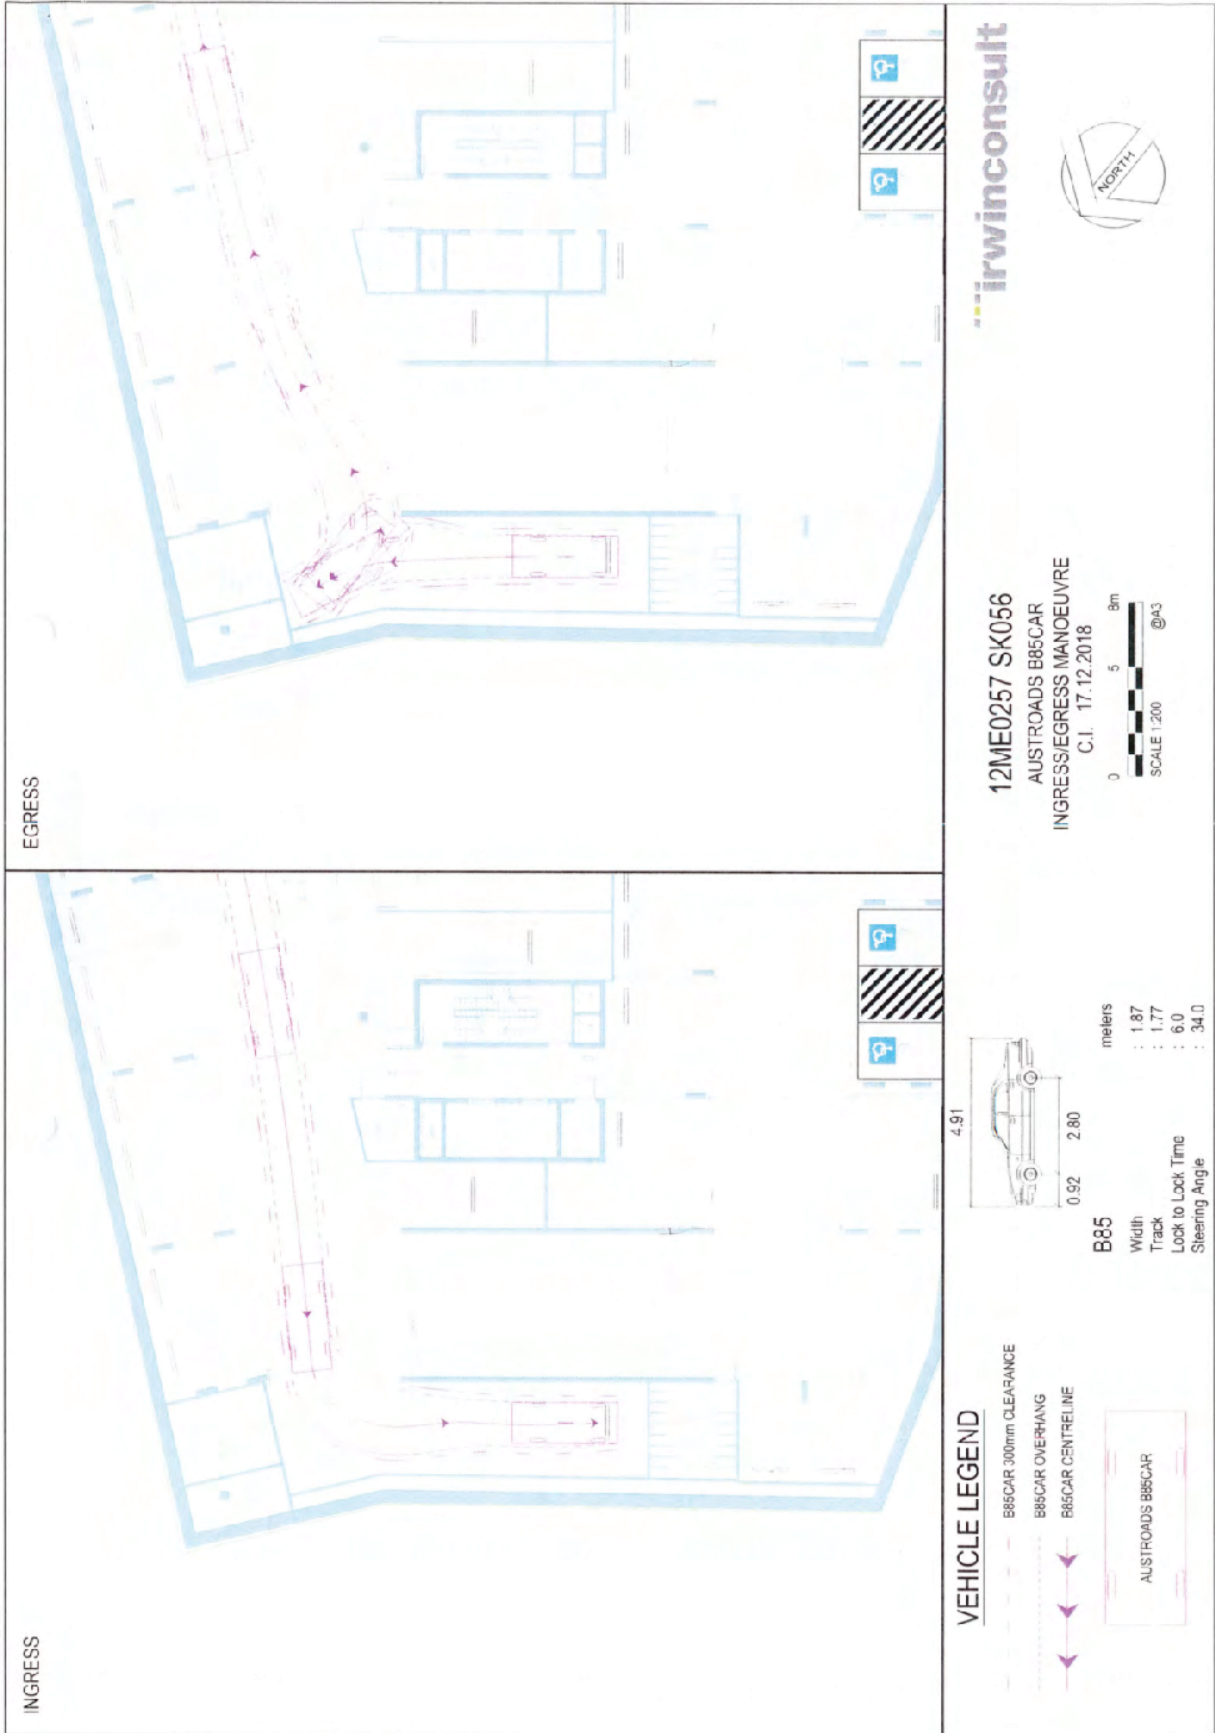 INGRESS
EGRESS
VEHICLE LEGEND
B85CAR 300mm CLEARANCE
B85CAR OVERHANG
B85CAR CENTRELINE
AUSTROADS B85CAR
4.91
0.92
2.80
B85
meters
Width : 1.87
Track : 1.77
Lock to Lock Time : 6.0
Steering Angle : 34.0
12ME0257 SK056
AUSTROADS B85CAR
INGRESS/EGRESS MANOEUVRE
C.I. 17.12.2018
0 5 8m
SCALE 1:200 @A3
irwinconsult
NORTH